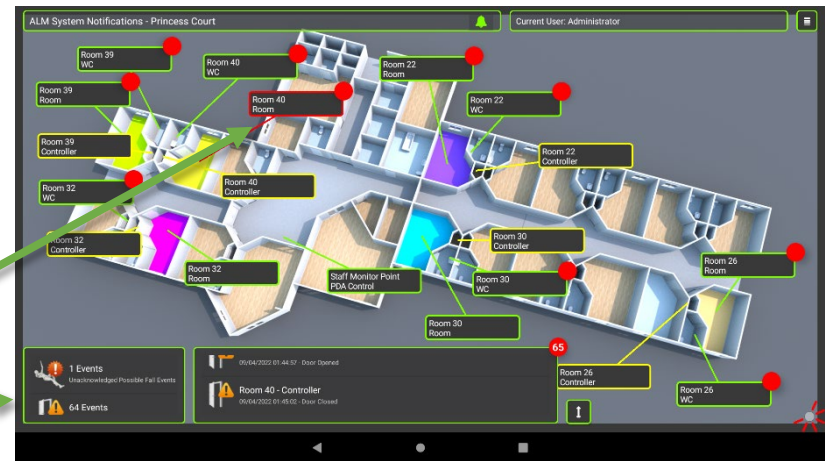 ALM System Notifications - Princess Court
Current User: Administrator
Room 39
WC
Room 40
WC
Room 22
Room
Room 39
Room
Room 40
Room
Room 22
WC
Room 39
Controller
Room 22
Controller
Room 32
WC
Room 40
Controller
Room 32
Controller
Room 30
Controller
Room 32
Room
Staff Monitor Point
PDA Control
Room 30
WC
Room 26
Room
Room 30
Room
65
1 Events
Unacknowledged Possible Fall Events
64 Events
09/04/2022 01:44:57 - Door Opened
Room 40 - Controller
09/04/2022 01:45:02 - Door Closed
Room 26
Controller
Room 26
WC